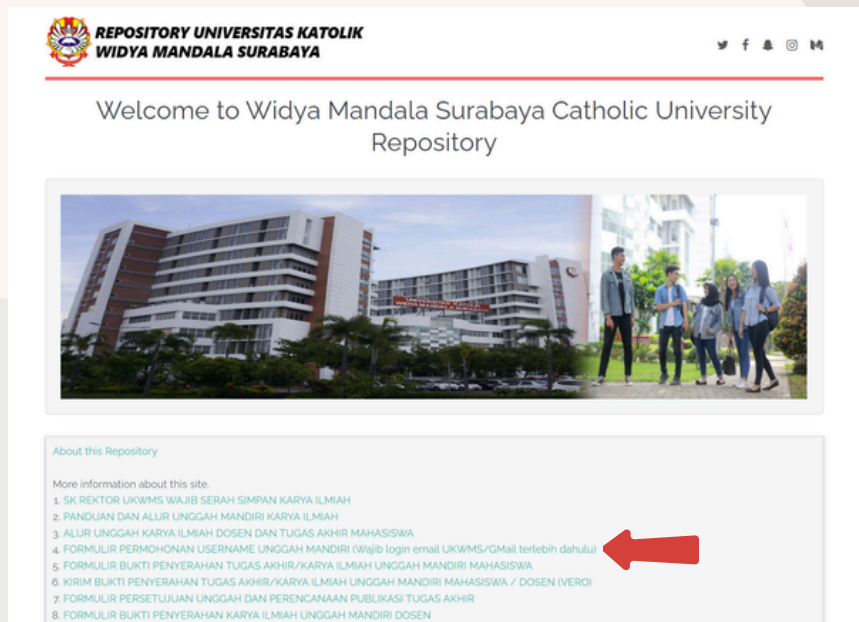 REPOSITORY UNIVERSITAS KATOLIK
WIDYA MANDALA SURABAYA
Welcome to Widya Mandala Surabaya Catholic University
Repository
About this Repository
More information about this site.
1. SK REKTOR UKWMS WAJIB SERAH SIMPAN KARYA ILMIAH
2. PANDUAN DAN ALUR UNGGAH MANDIRI KARYA ILMIAH
3. ALUR UNGGAH KARYA ILMIAH DOSEN DAN TUGAS AKHIR MAHASISWA
4. FORMULIR PERMOHONAN USERNAME UNGGAH MANDIRI (Wajib login email UKWMS/GMail terlebih dahulu)
5. FORMULIR BUKTI PENYERAHAN TUGAS AKHIR/KARYA ILMIAH UNGGAH MANDIRI MAHASISWA
6. KIRIM BUKTI PENYERAHAN TUGAS AKHIR/KARYA ILMIAH UNGGAH MANDIRI MAHASISWA / DOSEN (VERO)
7. FORMULIR PERSETUJUAN UNGGAH DAN PERENCANAAN PUBLIKASI TUGAS AKHIR
8. FORMULIR BUKTI PENYERAHAN KARYA ILMIAH UNGGAH MANDIRI DOSEN